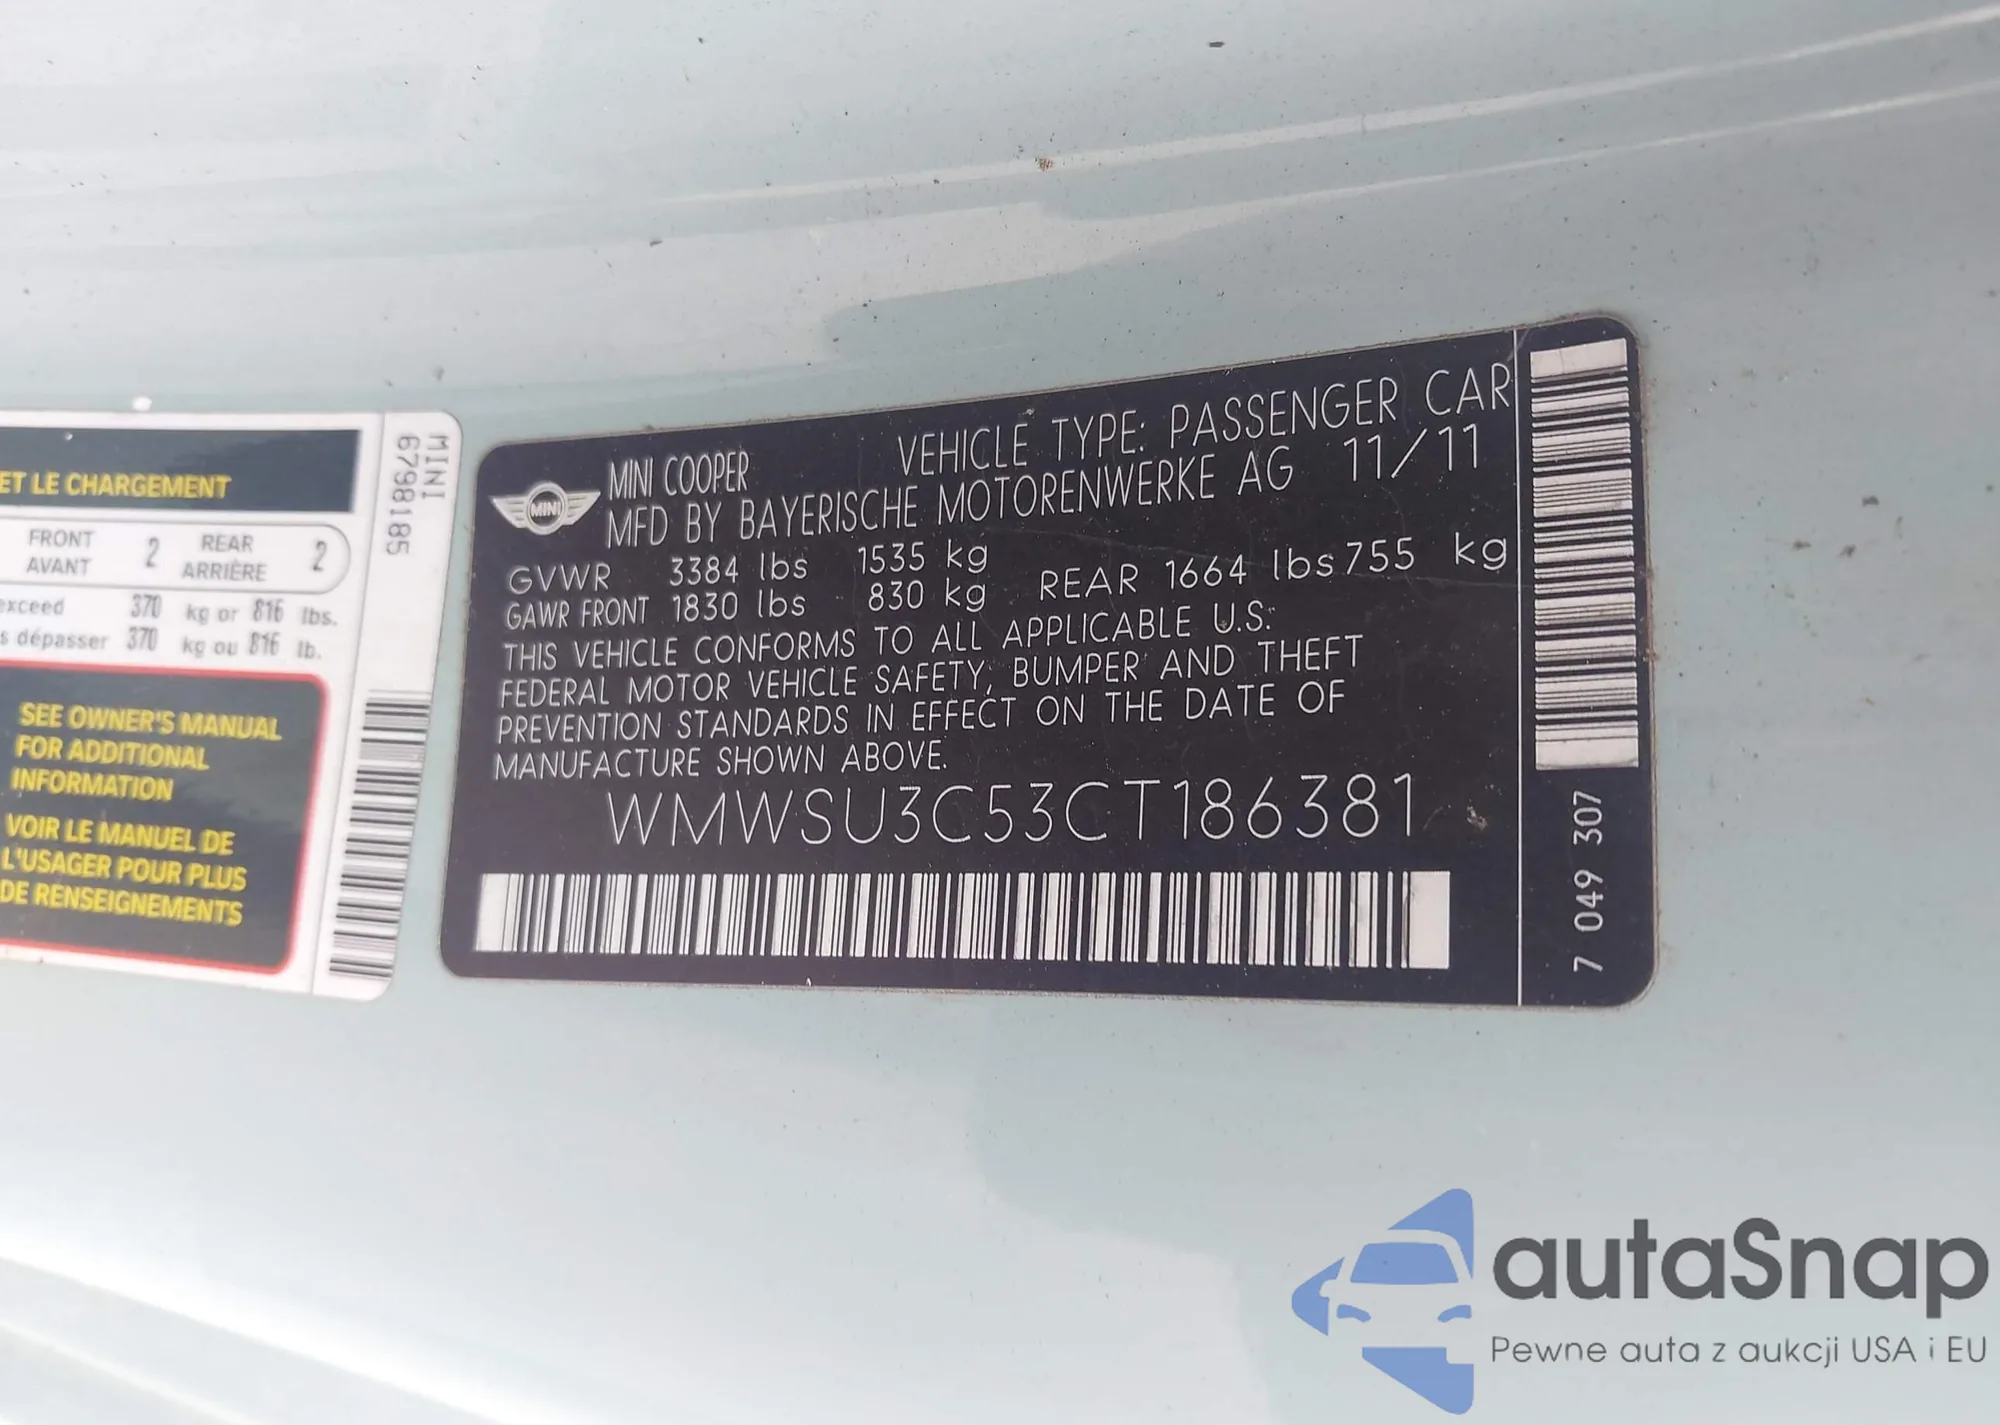 ET LE CHARGEMENT
FRONT 2 REAR 2
AVANT ARRIÈRE
exceed 370 kg or 816 lbs.
s dépasser 370 kg ou 816 lb.
SEE OWNER'S MANUAL
FOR ADDITIONAL
INFORMATION
VOIR LE MANUEL DE
L'USAGER POUR PLUS
DE RENSEIGNEMENTS
MINI
6798185
MINI
MINI COOPER VEHICLE TYPE: PASSENGER CAR
MFD BY BAYERISCHE MOTORENWERKE AG 11/11
GVWR 3384 lbs 1535 kg
GAWR FRONT 1830 lbs 830 kg REAR 1664 lbs 755 kg
THIS VEHICLE CONFORMS TO ALL APPLICABLE U.S.
FEDERAL MOTOR VEHICLE SAFETY, BUMPER AND THEFT
PREVENTION STANDARDS IN EFFECT ON THE DATE OF
MANUFACTURE SHOWN ABOVE.
WMWSU3C53CT186381
7 049 307
autaSnap
Pewne auta z aukcji USA i EU